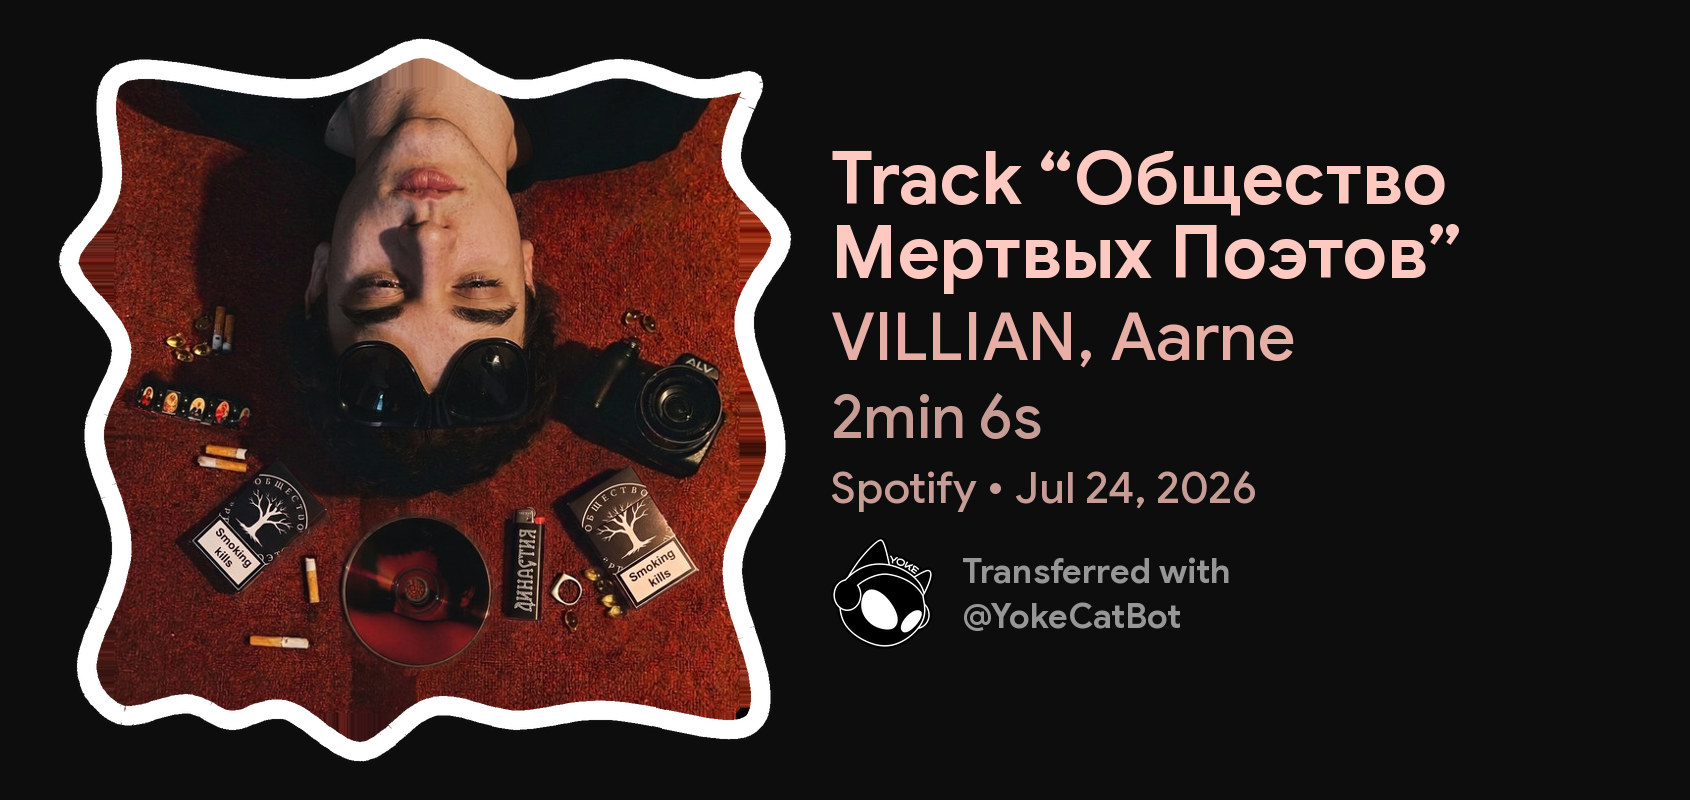 Track “Общество
Мертвых Поэтов”
VILLIAN, Aarne
2min 6s
Spotify • Jul 24, 2026
YOKE
Transferred with
@YokeCatBot
ALV
ОБЩЕСТВО
Smoking
kills
ОБЩЕСТВО
Smoking
kills